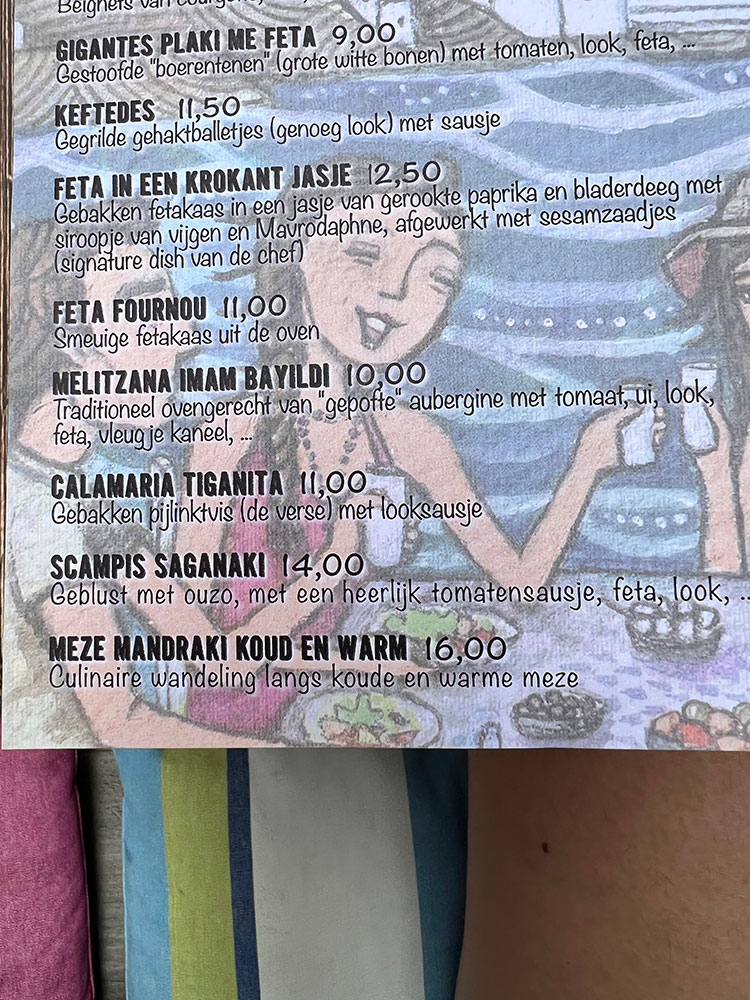 Beignets van courgette,
GIGANTES PLAKI ME FETA 9,00
Gestoofde "boerentenen" (grote witte bonen) met tomaten, look, feta, ...
KEFTEDES 11,50
Gegrilde gehaktballetjes (genoeg look) met sausje
FETA IN EEN KROKANT JASJE 12,50
Gebakken fetakaas in een jasje van gerookte paprika en bladerdeeg met
siroopje van vijgen en Mavrodaphne, afgewerkt met sesamzaadjes
(signature dish van de chef)
FETA FOURNOU 11,00
Smeuige fetakaas uit de oven
MELITZANA IMAM BAYILDI 10,00
Traditioneel ovengerecht van "gepofte" aubergine met tomaat, ui, look,
feta, vleugje kaneel, ...
CALAMARIA TIGANITA 11,00
Gebakken pijlinktvis (de verse) met looksausje
SCAMPIS SAGANAKI 14,00
Geblust met ouzo, met een heerlijk tomatensausje, feta, look, ..
MEZE MANDRAKI KOUD EN WARM 16,00
Culinaire wandeling langs koude en warme meze